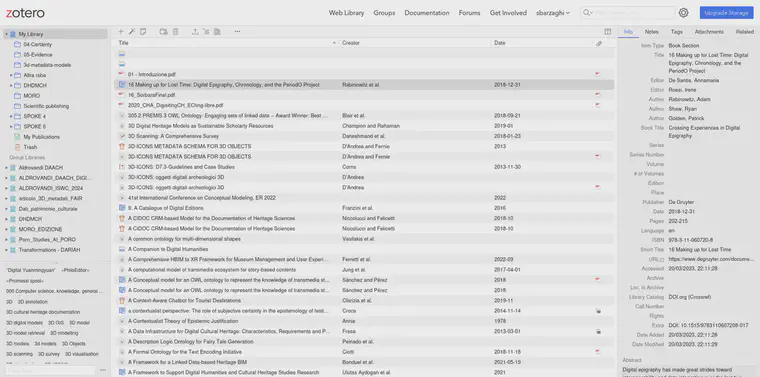 zotero
Web Library Groups Documentation Forums Get Involved sbarzaghi Upgrade Storage
My Library
04-Certainty
05-Evidence
3d-metadata-models
Altra roba
DHDMCH
MORO
Scientific publishing
SPOKE 4
SPOKE 5
My Publications
Trash
Group Libraries
Aldrovandi DAACH
ALDROVANDI_DAACH_DIGI...
ALDROVANDI_ISWC_2024
articolo_3D_metadati_FAIR
Dab_patrimonio_culturale
DHDMCH
MORO_EDIZIONE
Pom_Studies_AI_PORO
Transformations - DARIAH
"Digital Yuanmingyuan" <PhiloEditor>
000 Computer science, knowledge, general ...
3D 3D annotation
3D cultural heritage documentation
3D digital models 3D GIS 3D model
3D model retrieval 3D modelling
3D models 3d models 3D Objects
3D scanning 3D survey 3D visualisation
Title Creator Date
01 - Introduzione.pdf
16 Making up for Lost Time: Digital Epigraphy, Chronology, and the PeriodO Project Rabinowitz et al. 2018-12-31
16_SorbaraFinal.pdf
2020_CHA_DigisitingCH_EChng-libre.pdf
305.2 PREMIS 3 OWL Ontology: Engaging sets of linked data – Award Winner: Best ... Blair et al. 2018-09-21
3D Digital Heritage Models as Sustainable Scholarly Resources Champion and Rahaman 2019-01
3D Scanning: A Comprehensive Survey Daneshmand et al. 2018-01-23
3D-ICONS METADATA SCHEMA FOR 3D OBJECTS D'Andrea and Fernie 2013
3D-ICONS METADATA SCHEMA FOR 3D OBJECTS D'Andrea and Fernie
3D-ICONS: D7.3-Guidelines and Case Studies Corns 2013-11-30
3D-ICONS: oggetti digitali archeologici 3D D'Andrea
3D-ICONS: oggetti digitali archeologici 3D D'Andrea
41st International Conference on Conceptual Modeling, ER 2022 2022
9. A Catalogue of Digital Editions Franzini et al. 2016
A CIDOC CRM-based Model for the Documentation of Heritage Sciences Niccolucci and Felicetti 2018-10
A CIDOC CRM-based Model for the Documentation of Heritage Sciences Niccolucci and Felicetti 2018-10
A common ontology for multi-dimensional shapes Vasilakis et al.
A Companion to Digital Humanities
A Comprehensive HBIM to XR Framework for Museum Management and User Experi... Ferretti et al. 2022-09
A computational model of transmedia ecosystem for story-based contents Jung et al. 2017-04-01
A Conceptual Model for an OWL ontology to represent the knowledge of transmedia st... Sánchez and Pérez 2018
A Conceptual Model for an OWL ontology to represent the knowledge of transmedia st... Sánchez and Pérez 2018
A Context-Aware Chatbot for Tourist Destinations Clarizia et al. 2019-11
A contextualist perspective: The role of subjective certainty in the epistemology of testi... Croce 2014-11-14
A Contextualist Theory of Epistemic Justification Annis 1978
A Data Infrastructure for Digital Cultural Heritage: Characteristics, Requirements and P... Fresa 2013-03-01
A Description Logic Ontology for Fairy Tale Generation Peinado et al.
A Formal Ontology for the Text Encoding Initiative Ciotti 2018-11-18
A Framework for a Linked Data-based Heritage BIM Bonduel et al. 2021-05-19
A Framework to Support Digital Humanities and Cultural Heritage Studies Research Ulutas Aydogan et al. 2021
Info Notes Tags Attachments Related
Item Type Book Section
Title 16 Making up for Lost Time: Digital
Epigraphy, Chronology, and the
PeriodO Project
Editor De Santis, Annamaria
Editor Rossi, Irene
Author Rabinowitz, Adam
Author Shaw, Ryan
Author Golden, Patrick
Book Title Crossing Experiences in Digital
Epigraphy
Series
Series Number
Volume
# of Volumes
Edition
Place
Publisher De Gruyter
Date 2018-12-31
Pages 202-215
Language en
ISBN 978-3-11-060720-8
Short Title 16 Making up for Lost Time
URL https://www.degruyter.com/docume...
Accessed 20/03/2023, 22:11:28
Archive
Loc. in Archive
Library Catalog DOI.org (Crossref)
Call Number
Rights
Extra DOI: 10.1515/9783110607208-017
Date Added 20/03/2023, 22:11:28
Date Modified 20/03/2023, 22:11:29
Abstract
Digital epigraphy has made great strides